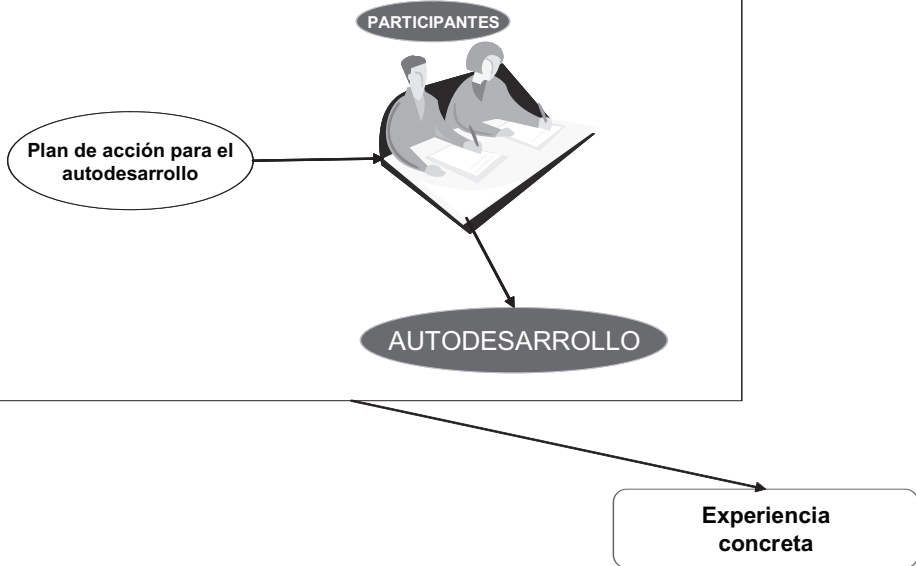 PARTICIPANTES
Plan de acción para el
autodesarrollo
AUTODESARROLLO
Experiencia
concreta